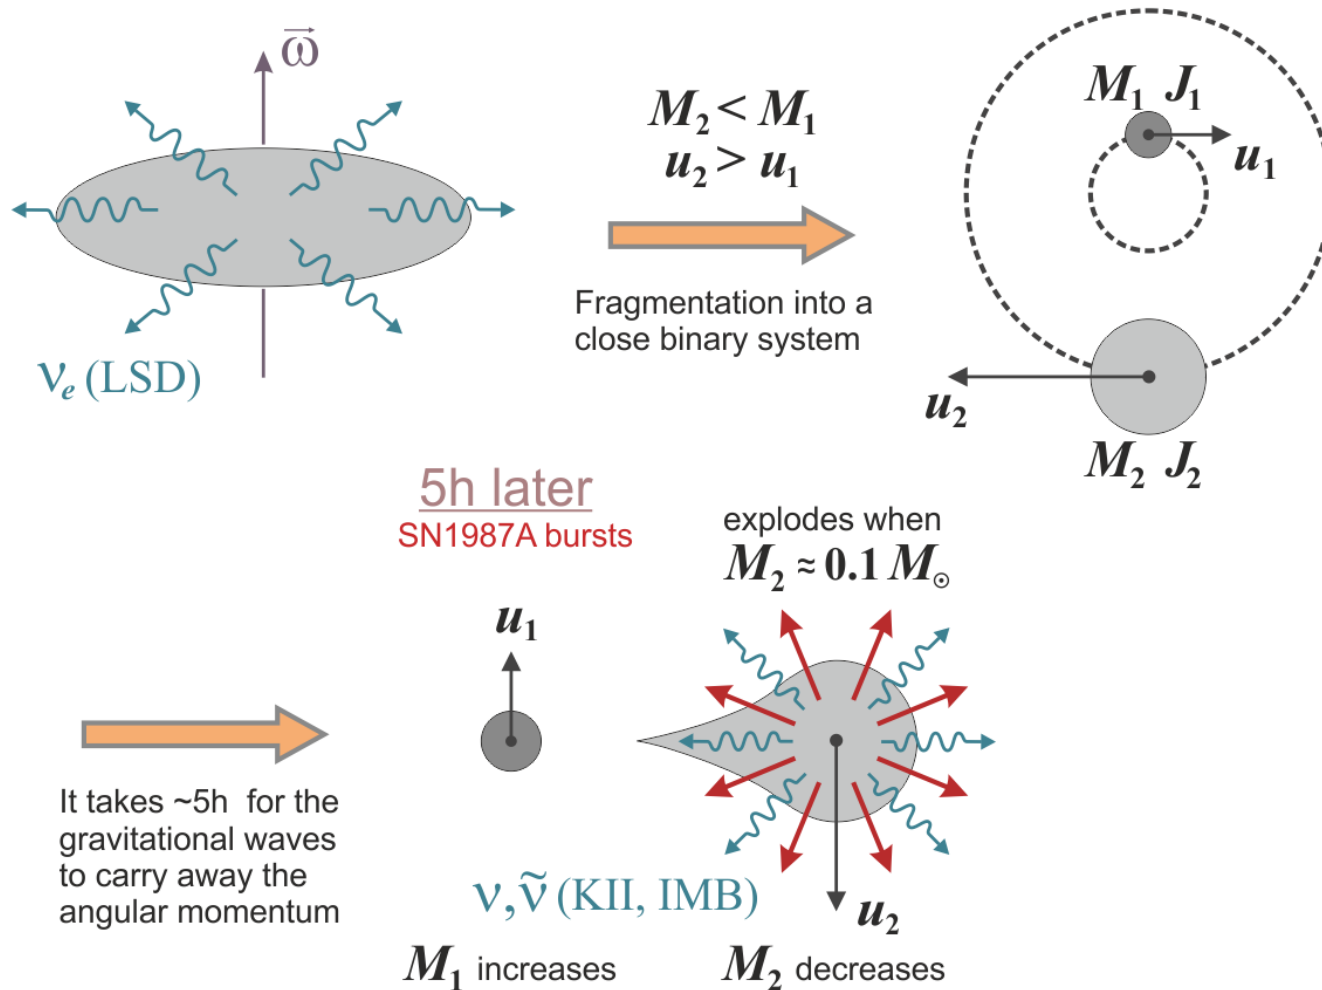 ω⃗
νₑ (LSD)
M₂ < M₁
u₂ > u₁
Fragmentation into a
close binary system
M₁ J₁
u₁
u₂
M₂ J₂
5h later
SN1987A bursts
explodes when
M₂ ≈ 0.1 M☉
u₁
It takes ~5h for the
gravitational waves
to carry away the
angular momentum
ν, ν̃ (KII, IMB)
u₂
M₁ increases
M₂ decreases